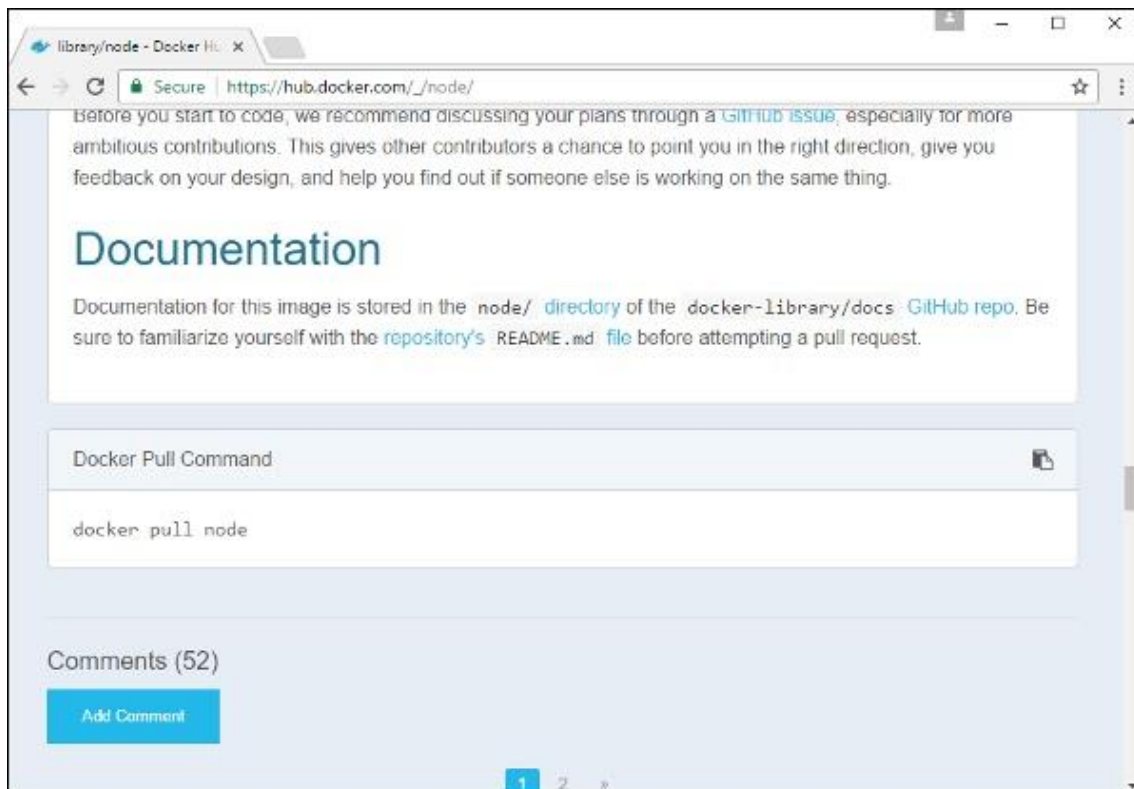 library/node - Docker Hu
Secure | https://hub.docker.com/_/node/
Before you start to code, we recommend discussing your plans through a GitHub issue, especially for more
ambitious contributions. This gives other contributors a chance to point you in the right direction, give you
feedback on your design, and help you find out if someone else is working on the same thing.
Documentation
Documentation for this image is stored in the node/ directory of the docker-library/docs GitHub repo. Be
sure to familiarize yourself with the repository's README.md file before attempting a pull request.
Docker Pull Command
docker pull node
Comments (52)
Add Comment
1 2 »